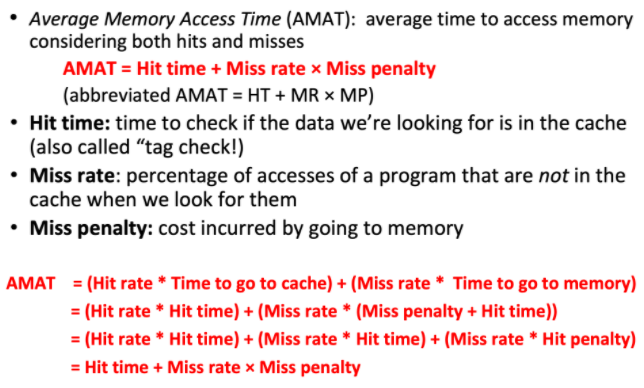 • Average Memory Access Time (AMAT): average time to access memory
considering both hits and misses
AMAT = Hit time + Miss rate × Miss penalty
(abbreviated AMAT = HT + MR × MP)
• Hit time: time to check if the data we're looking for is in the cache
(also called “tag check!)
• Miss rate: percentage of accesses of a program that are not in the
cache when we look for them
• Miss penalty: cost incurred by going to memory
AMAT = (Hit rate * Time to go to cache) + (Miss rate * Time to go to memory)
= (Hit rate * Hit time) + (Miss rate * (Miss penalty + Hit time))
= (Hit rate * Hit time) + (Miss rate * Hit time) + (Miss rate * Hit penalty)
= Hit time + Miss rate × Miss penalty